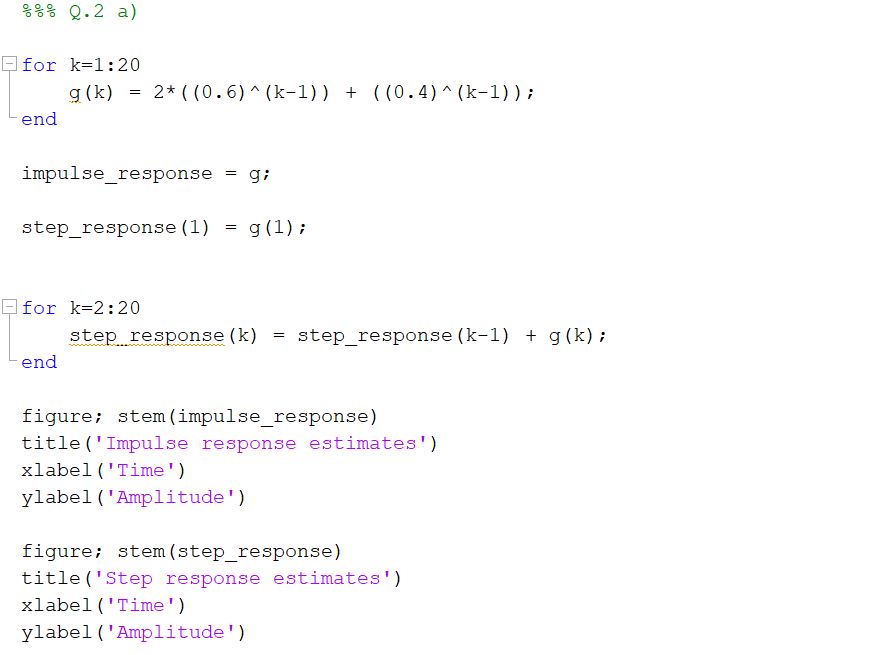 %%% Q.2 a)
for k=1:20
g(k) = 2*((0.6)^(k-1)) + ((0.4)^(k-1));
end
impulse_response = g;
step_response(1) = g(1);
for k=2:20
step_response(k) = step_response(k-1) + g(k);
end
figure; stem(impulse_response)
title('Impulse response estimates')
xlabel('Time')
ylabel('Amplitude')
figure; stem(step_response)
title('Step response estimates')
xlabel('Time')
ylabel('Amplitude')